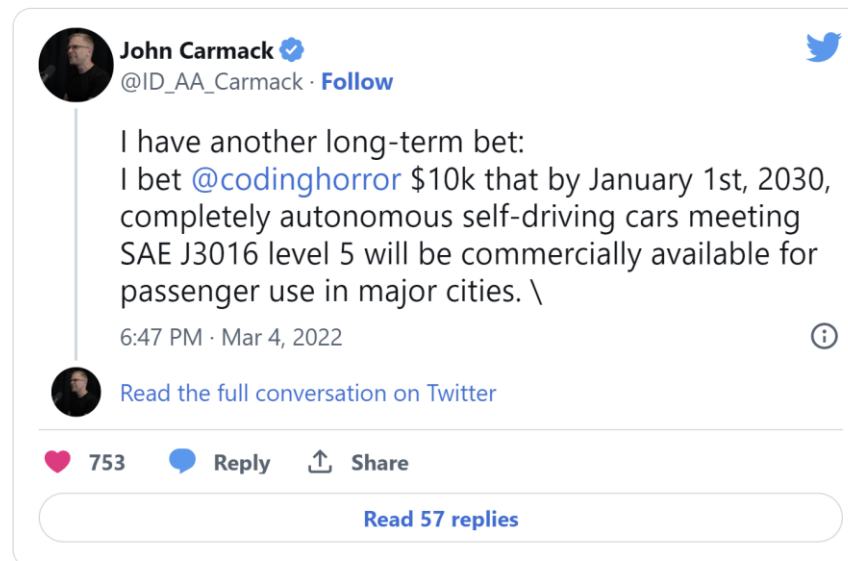 John Carmack
@ID_AA_Carmack · Follow
I have another long-term bet:
I bet @codinghorror $10k that by January 1st, 2030,
completely autonomous self-driving cars meeting
SAE J3016 level 5 will be commercially available for
passenger use in major cities. \
6:47 PM · Mar 4, 2022
Read the full conversation on Twitter
753 Reply Share
Read 57 replies